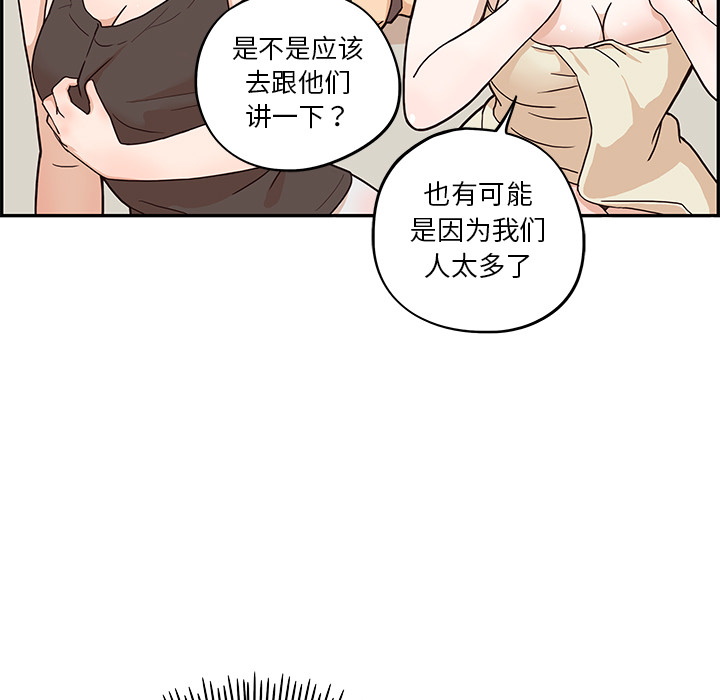 是不是应该
去跟他们
讲一下？
也有可能
是因为我们
人太多了